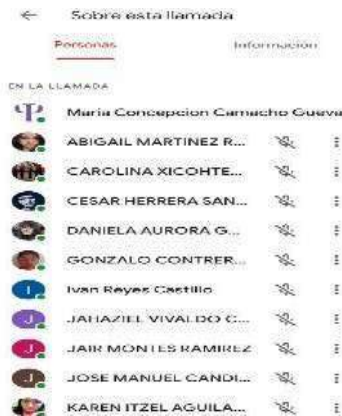 Sobre esta llamada
Personas Información
EN LA LLAMADA
Maria Concepcion Camacho Gueva
ABIGAIL MARTINEZ R...
CAROLINA XICOHTE...
CESAR HERRERA SAN...
DANIELA AURORA G...
GONZALO CONTRER...
Ivan Reyes Castillo
JAHAZIEL VIVALDO C...
JAIR MONTES RAMIREZ
JOSE MANUEL CANDI...
KAREN ITZEL AGUILA...